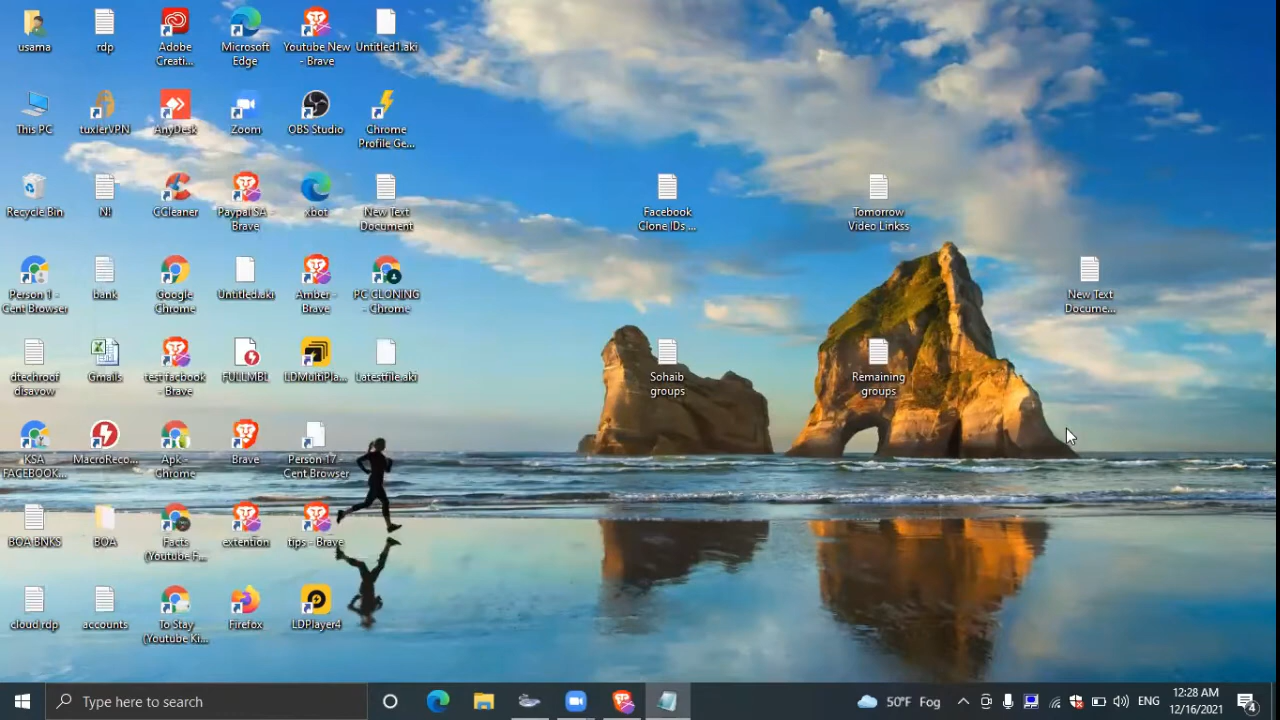 usama
rdp
Adobe
Creati...
Microsoft
Edge
Youtube New
- Brave
Untitled1.aki
This PC
tuxlerVPN
AnyDesk
Zoom
OBS Studio
Chrome
Profile Ge...
Recycle Bin
N!
CCleaner
Paypal SA -
Brave
xbot
New Text
Document
Facebook
Clone IDs ...
Tomorrow
Video Linkss
Person 1 -
Cent Browser
bank
Google
Chrome
Untitled.aki
Amber -
Brave
PC CLONING
- Chrome
New Text
Docume...
dtechroof
disavow
Gmails
test facbook
- Brave
FULLMBL
LDMultiPla...
Latestfile.aki
Sohaib
groups
Remaining
groups
KSA
FACEBOOK...
MacroReco...
Apk -
Chrome
Brave
Person 17 -
Cent Browser
BOA BNKS
BOA
Facts
(Youtube F...
extention
tips - Brave
cloud rdp
accounts
To Stay
(Youtube Ki...
Firefox
LDPlayer4
Type here to search
50°F Fog
ENG
12:28 AM
12/16/2021
4